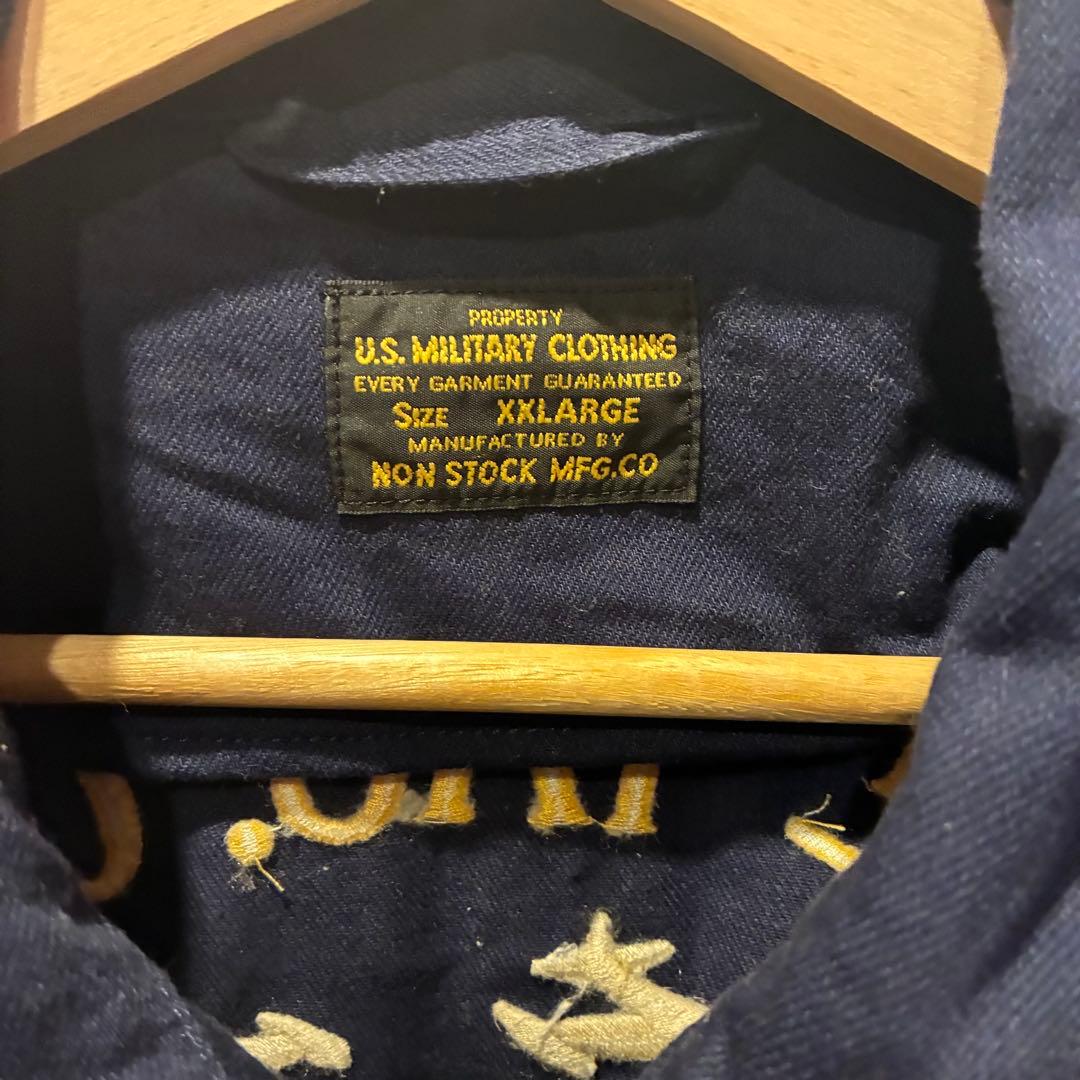 PROPERTY
U.S. MILITARY CLOTHING
EVERY GARMENT GUARANTEED
SIZE XXLARGE
MANUFACTURED BY
NON STOCK MFG.CO